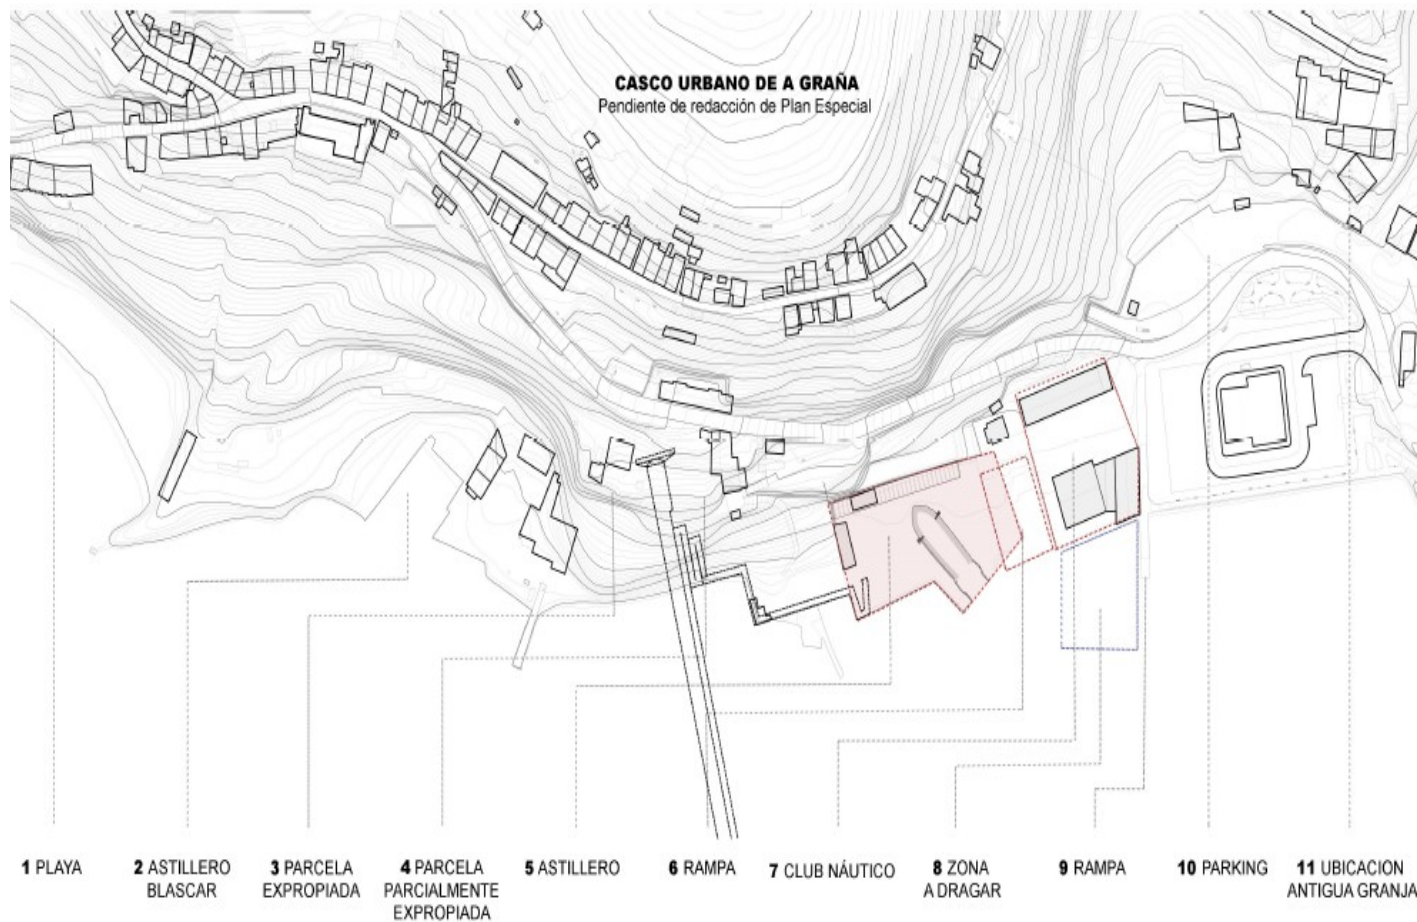 CASCO URBANO DE A GRAÑA
Pendiente de redacción de Plan Especial
1 PLAYA
2 ASTILLERO
BLASCAR
3 PARCELA
EXPROPIADA
4 PARCELA
PARCIALMENTE
EXPROPIADA
5 ASTILLERO
6 RAMPA
7 CLUB NÁUTICO
8 ZONA
A DRAGAR
9 RAMPA
10 PARKING
11 UBICACION
ANTIGUA GRANJA